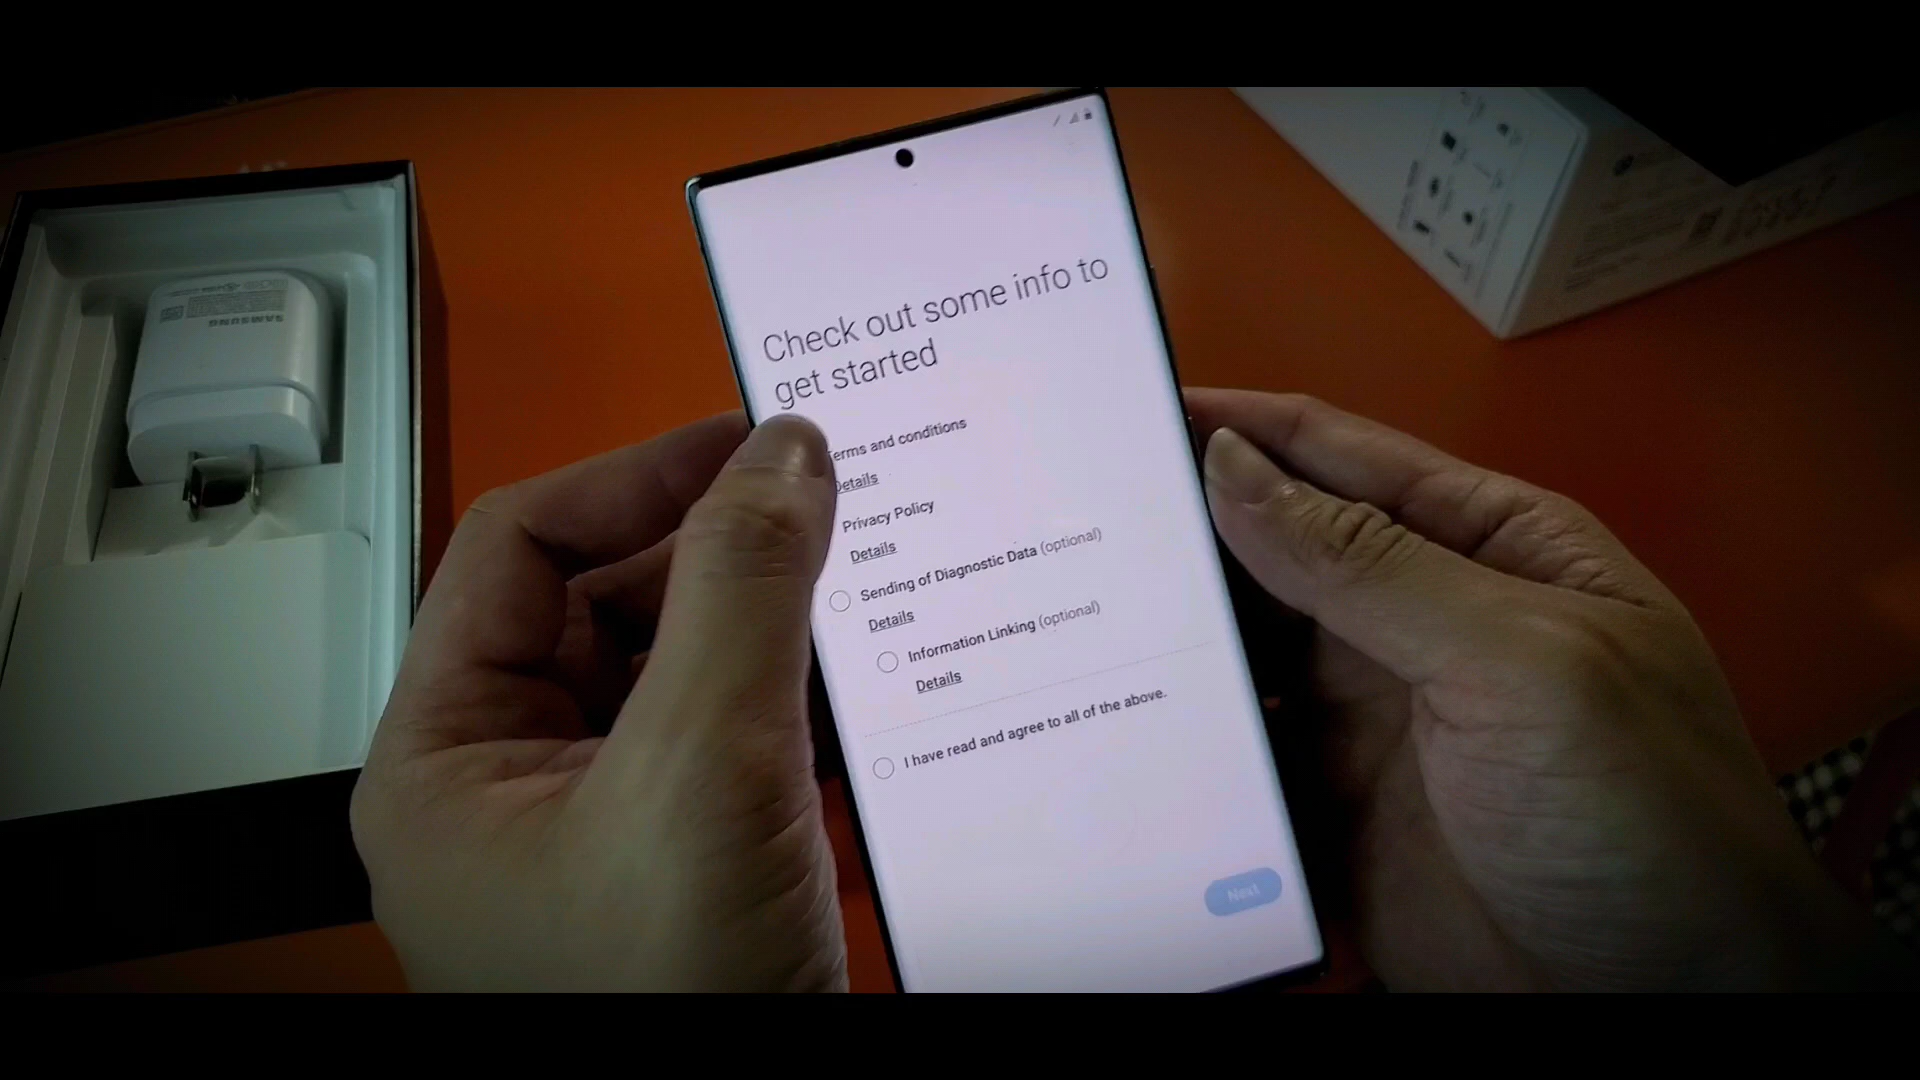 Check out some info to
get started
Terms and conditions
Details
Privacy Policy
Details
Sending of Diagnostic Data (optional)
Details
Information Linking (optional)
Details
I have read and agree to all of the above.
Next
SAMSUNG